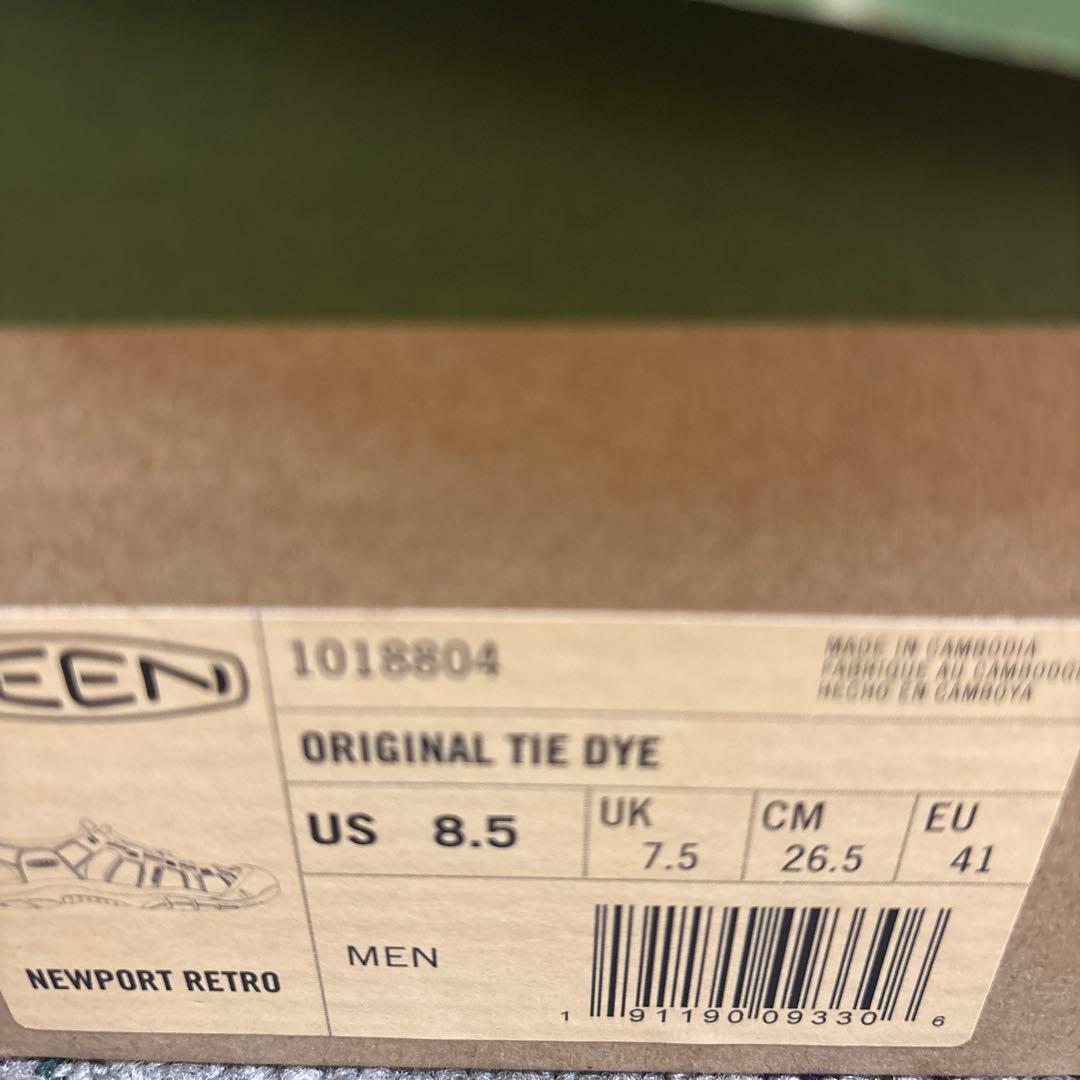 EEN
1018804
MADE IN CAMBODIA
FABRIQUE AU CAMBODGE
HECHO EN CAMBOYA
ORIGINAL TIE DYE
US 8.5
UK 7.5
CM 26.5
EU 41
MEN
NEWPORT RETRO
1 91190 09330 6